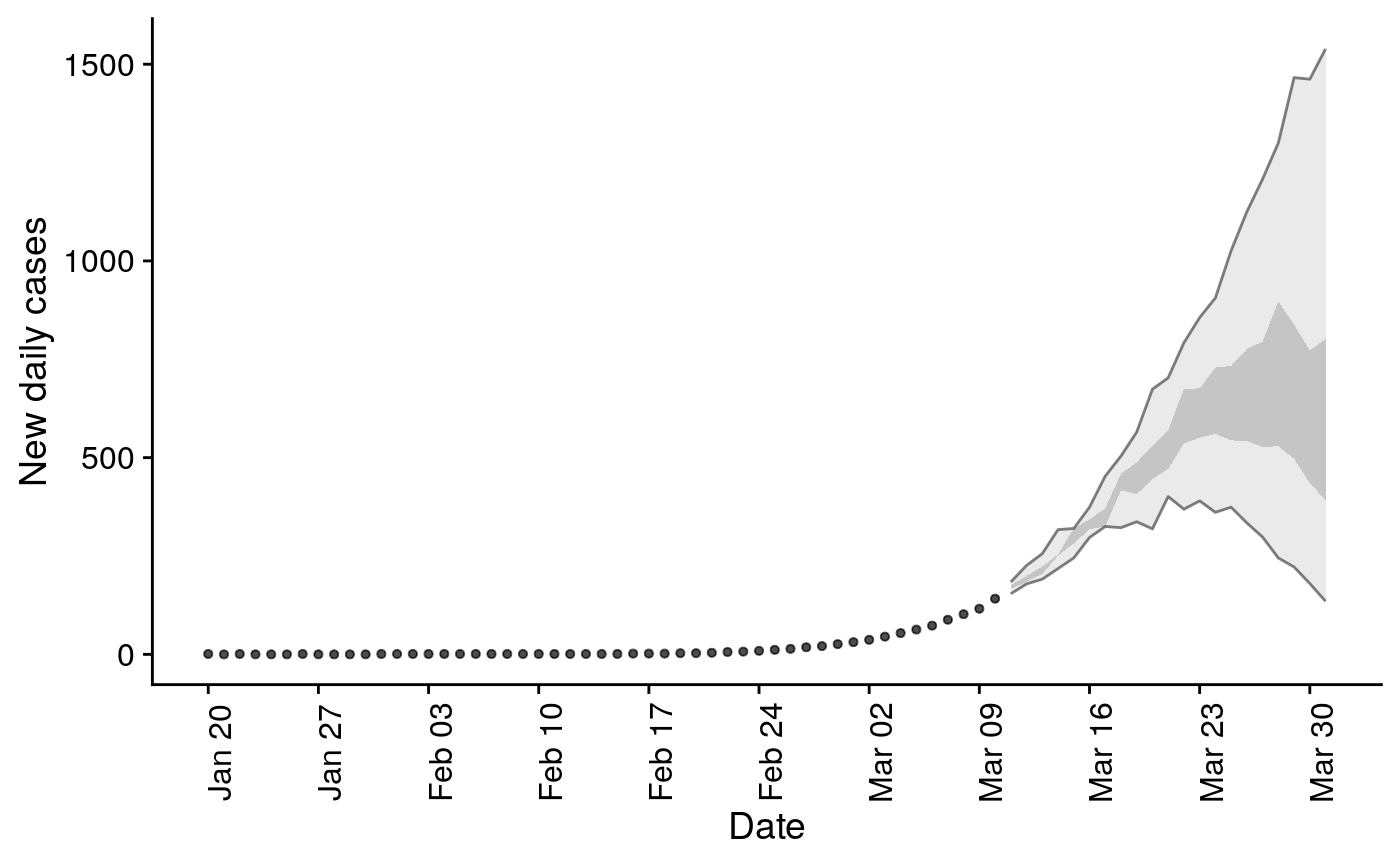 New daily cases
1500
1000
500
0
Jan 20
Jan 27
Feb 03
Feb 10
Feb 17
Feb 24
Mar 02
Mar 09
Mar 16
Mar 23
Mar 30
Date